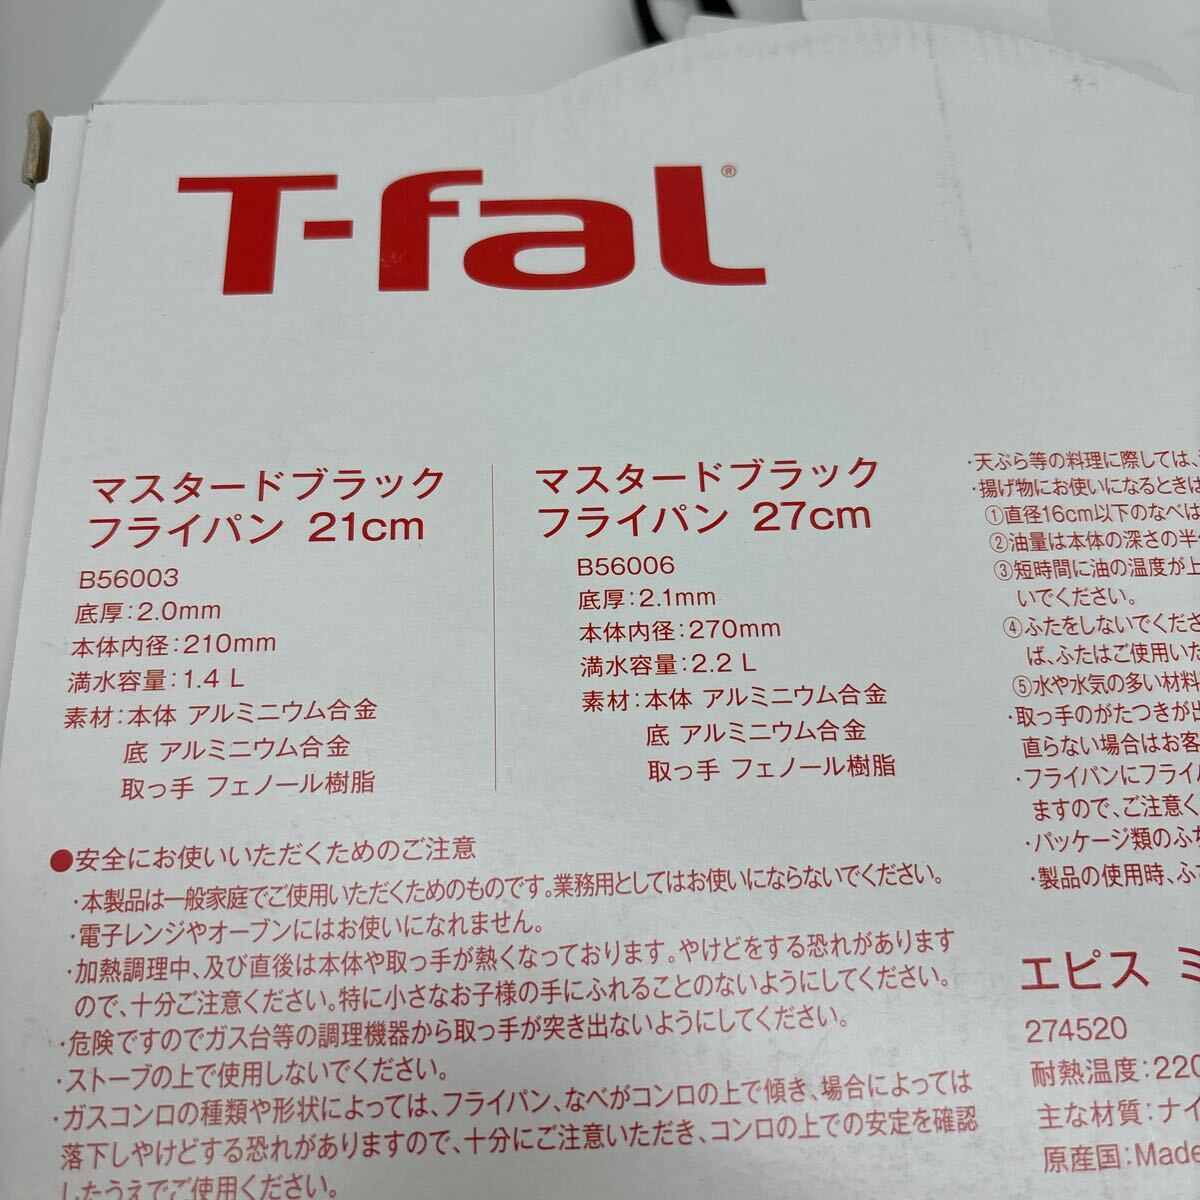 T-fal®
マスタードブラック
フライパン 21cm
B56003
底厚:2.0mm
本体内径:210mm
満水容量:1.4 L
素材:本体 アルミニウム合金
底 アルミニウム合金
取っ手 フェノール樹脂
マスタードブラック
フライパン 27cm
B56006
底厚:2.1mm
本体内径:270mm
満水容量:2.2 L
素材:本体 アルミニウム合金
底 アルミニウム合金
取っ手 フェノール樹脂
●安全にお使いいただくためのご注意
・本製品は一般家庭でご使用いただくためのものです。業務用としてはお使いにならないでください。
・電子レンジやオーブンにはお使いになれません。
・加熱調理中、及び直後は本体や取っ手が熱くなっております。やけどをする恐れがあります
ので、十分ご注意ください。特に小さなお子様の手にふれることのないようにしてください。
・危険ですのでガス台等の調理機器から取っ手が突き出ないようにしてください。
・ストーブの上で使用しないでください。
・ガスコンロの種類や形状によっては、フライパン、なべがコンロの上で傾き、場合によっては
落下しやけどする恐れがありますので、十分にご注意いただき、コンロの上での安定を確認
したうえでご使用ください。
・天ぷら等の料理に際しては、
・揚げ物にお使いになるときは
①直径16cm以下のなべは
②油量は本体の深さの半
③短時間に油の温度が上
いでください。
④ふたをしないでくださ
ば、ふたはご使用いた
⑤水や水気の多い材料
・取っ手のがたつきが出
直らない場合はお客
・フライパンにフライパ
ますので、ご注意く
・パッケージ類のふち
・製品の使用時、ふ
エピス ミ
274520
耐熱温度:220
主な材質:ナイ
原産国:Made